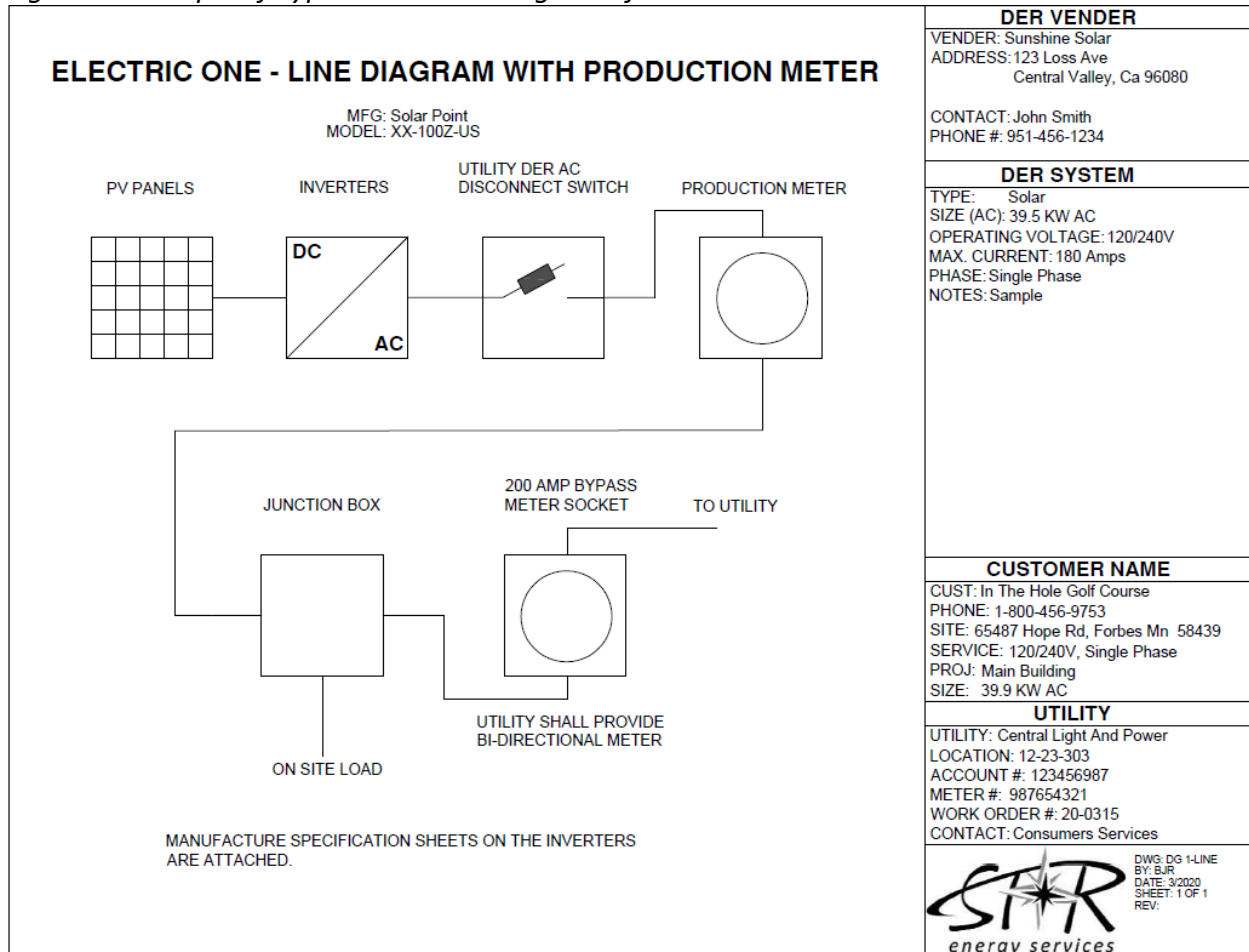 ELECTRIC ONE - LINE DIAGRAM WITH PRODUCTION METER
MFG: Solar Point
MODEL: XX-100Z-US
PV PANELS
INVERTERS
UTILITY DER AC
DISCONNECT SWITCH
PRODUCTION METER
DC
AC
JUNCTION BOX
200 AMP BYPASS
METER SOCKET
TO UTILITY
UTILITY SHALL PROVIDE
BI-DIRECTIONAL METER
ON SITE LOAD
MANUFACTURE SPECIFICATION SHEETS ON THE INVERTERS
ARE ATTACHED.
DER VENDER
VENDER: Sunshine Solar
ADDRESS: 123 Loss Ave
Central Valley, Ca 96080
CONTACT: John Smith
PHONE #: 951-456-1234
DER SYSTEM
TYPE: Solar
SIZE (AC): 39.5 KW AC
OPERATING VOLTAGE: 120/240V
MAX. CURRENT: 180 Amps
PHASE: Single Phase
NOTES: Sample
CUSTOMER NAME
CUST: In The Hole Golf Course
PHONE: 1-800-456-9753
SITE: 65487 Hope Rd, Forbes Mn 58439
SERVICE: 120/240V, Single Phase
PROJ: Main Building
SIZE: 39.9 KW AC
UTILITY
UTILITY: Central Light And Power
LOCATION: 12-23-303
ACCOUNT #: 123456987
METER #: 987654321
WORK ORDER #: 20-0315
CONTACT: Consumers Services
STAR
energy services
DWG: DG 1-LINE
BY: BJR
DATE: 3/2020
SHEET: 1 OF 1
REV: